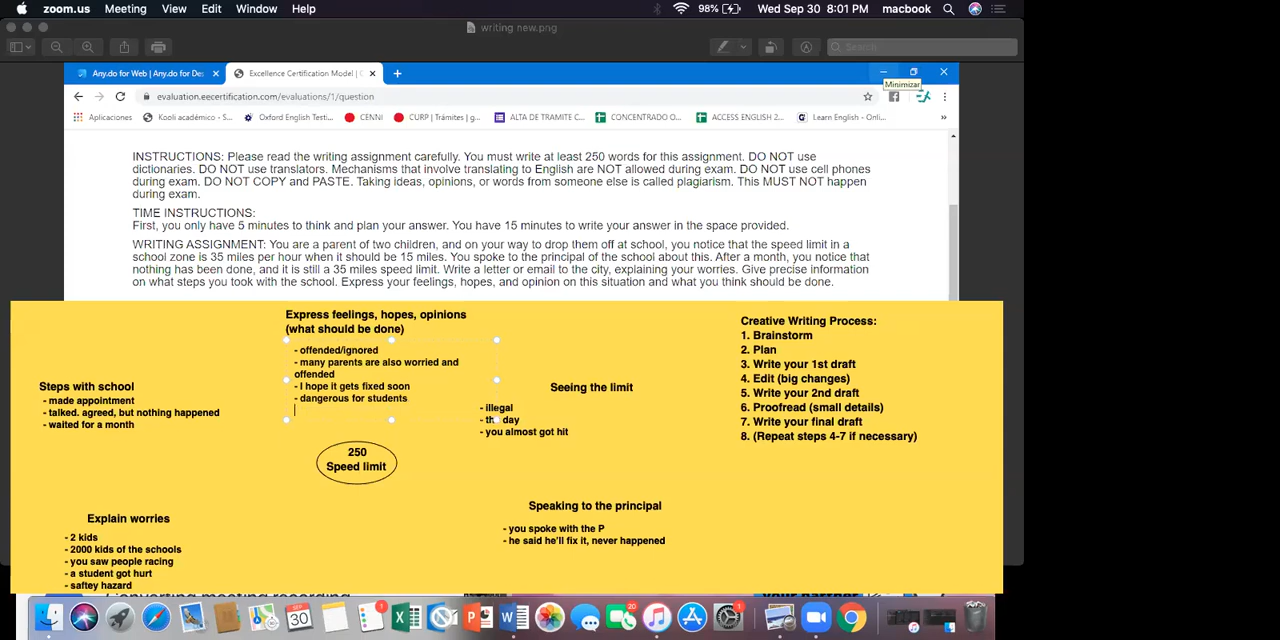 zoom.us Meeting View Edit Window Help 98% Wed Sep 30 8:01 PM macbook
writing new.png
Search
Any.do for Web | Any.do for De: Excellence Certification Model | (
Minimizar
evaluation.eecertification.com/evaluations/1/question
Aplicaciones Kooli académico - S... Oxford English Testi... CENNI CURP | Trámites | g... ALTA DE TRAMITE C... CONCENTRADO O... ACCESS ENGLISH 2... Learn English - Onli... »
INSTRUCTIONS: Please read the writing assignment carefully. You must write at least 250 words for this assignment. DO NOT use
dictionaries. DO NOT use translators. Mechanisms that involve translating to English are NOT allowed during exam. DO NOT use cell phones
during exam. DO NOT COPY and PASTE. Taking ideas, opinions, or words from someone else is called plagiarism. This MUST NOT happen
during exam.
TIME INSTRUCTIONS:
First, you only have 5 minutes to think and plan your answer. You have 15 minutes to write your answer in the space provided.
WRITING ASSIGNMENT: You are a parent of two children, and on your way to drop them off at school, you notice that the speed limit in a
school zone is 35 miles per hour when it should be 15 miles. You spoke to the principal of the school about this. After a month, you notice that
nothing has been done, and it is still a 35 miles speed limit. Write a letter or email to the city, explaining your worries. Give precise information
on what steps you took with the school. Express your feelings, hopes, and opinion on this situation and what you think should be done.
Express feelings, hopes, opinions
(what should be done)
- offended/ignored
- many parents are also worried and
offended
- I hope it gets fixed soon
- dangerous for students
Steps with school
- made appointment
- talked. agreed, but nothing happened
- waited for a month
Seeing the limit
- illegal
- the day
- you almost got hit
Creative Writing Process:
1. Brainstorm
2. Plan
3. Write your 1st draft
4. Edit (big changes)
5. Write your 2nd draft
6. Proofread (small details)
7. Write your final draft
8. (Repeat steps 4-7 if necessary)
250
Speed limit
Explain worries
- 2 kids
- 2000 kids of the schools
- you saw people racing
- a student got hurt
- saftey hazard
Speaking to the principal
- you spoke with the P
- he said he'll fix it, never happened
Converting meeting recording
your partner
SEP
30
1
20
1